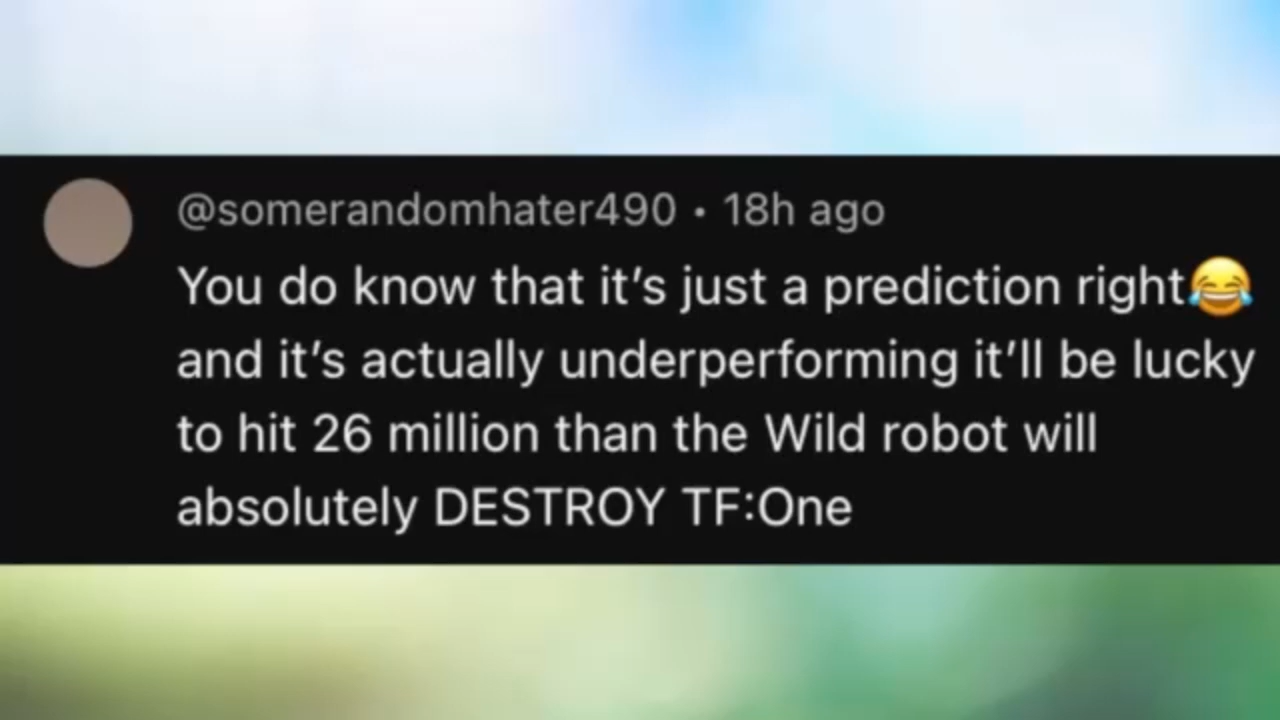 @somerandomhater490 • 18h ago
You do know that it’s just a prediction right😂
and it’s actually underperforming it’ll be lucky
to hit 26 million than the Wild robot will
absolutely DESTROY TF:One